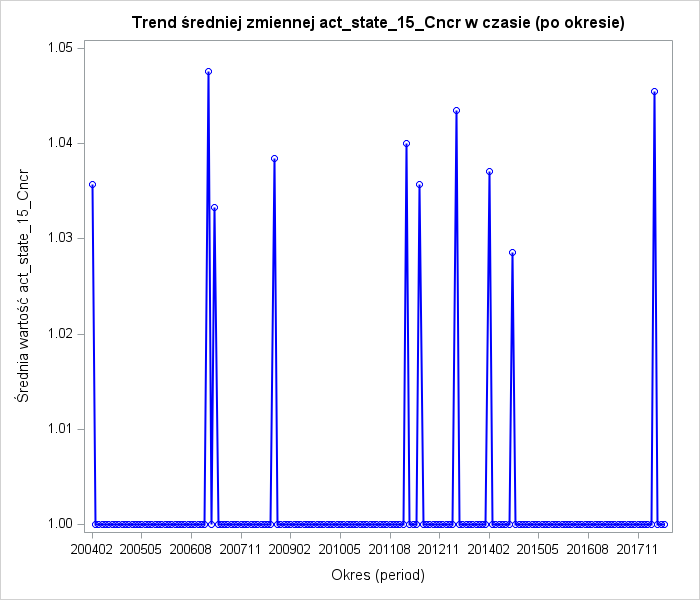 Trend średniej zmiennej act_state_15_Cncr w czasie (po okresie)
Średnia wartość act_state_15_Cncr
1.05
1.04
1.03
1.02
1.01
1.00
200402 200505 200608 200711 200902 201005 201108 201211 201402 201505 201608 201711
Okres (period)